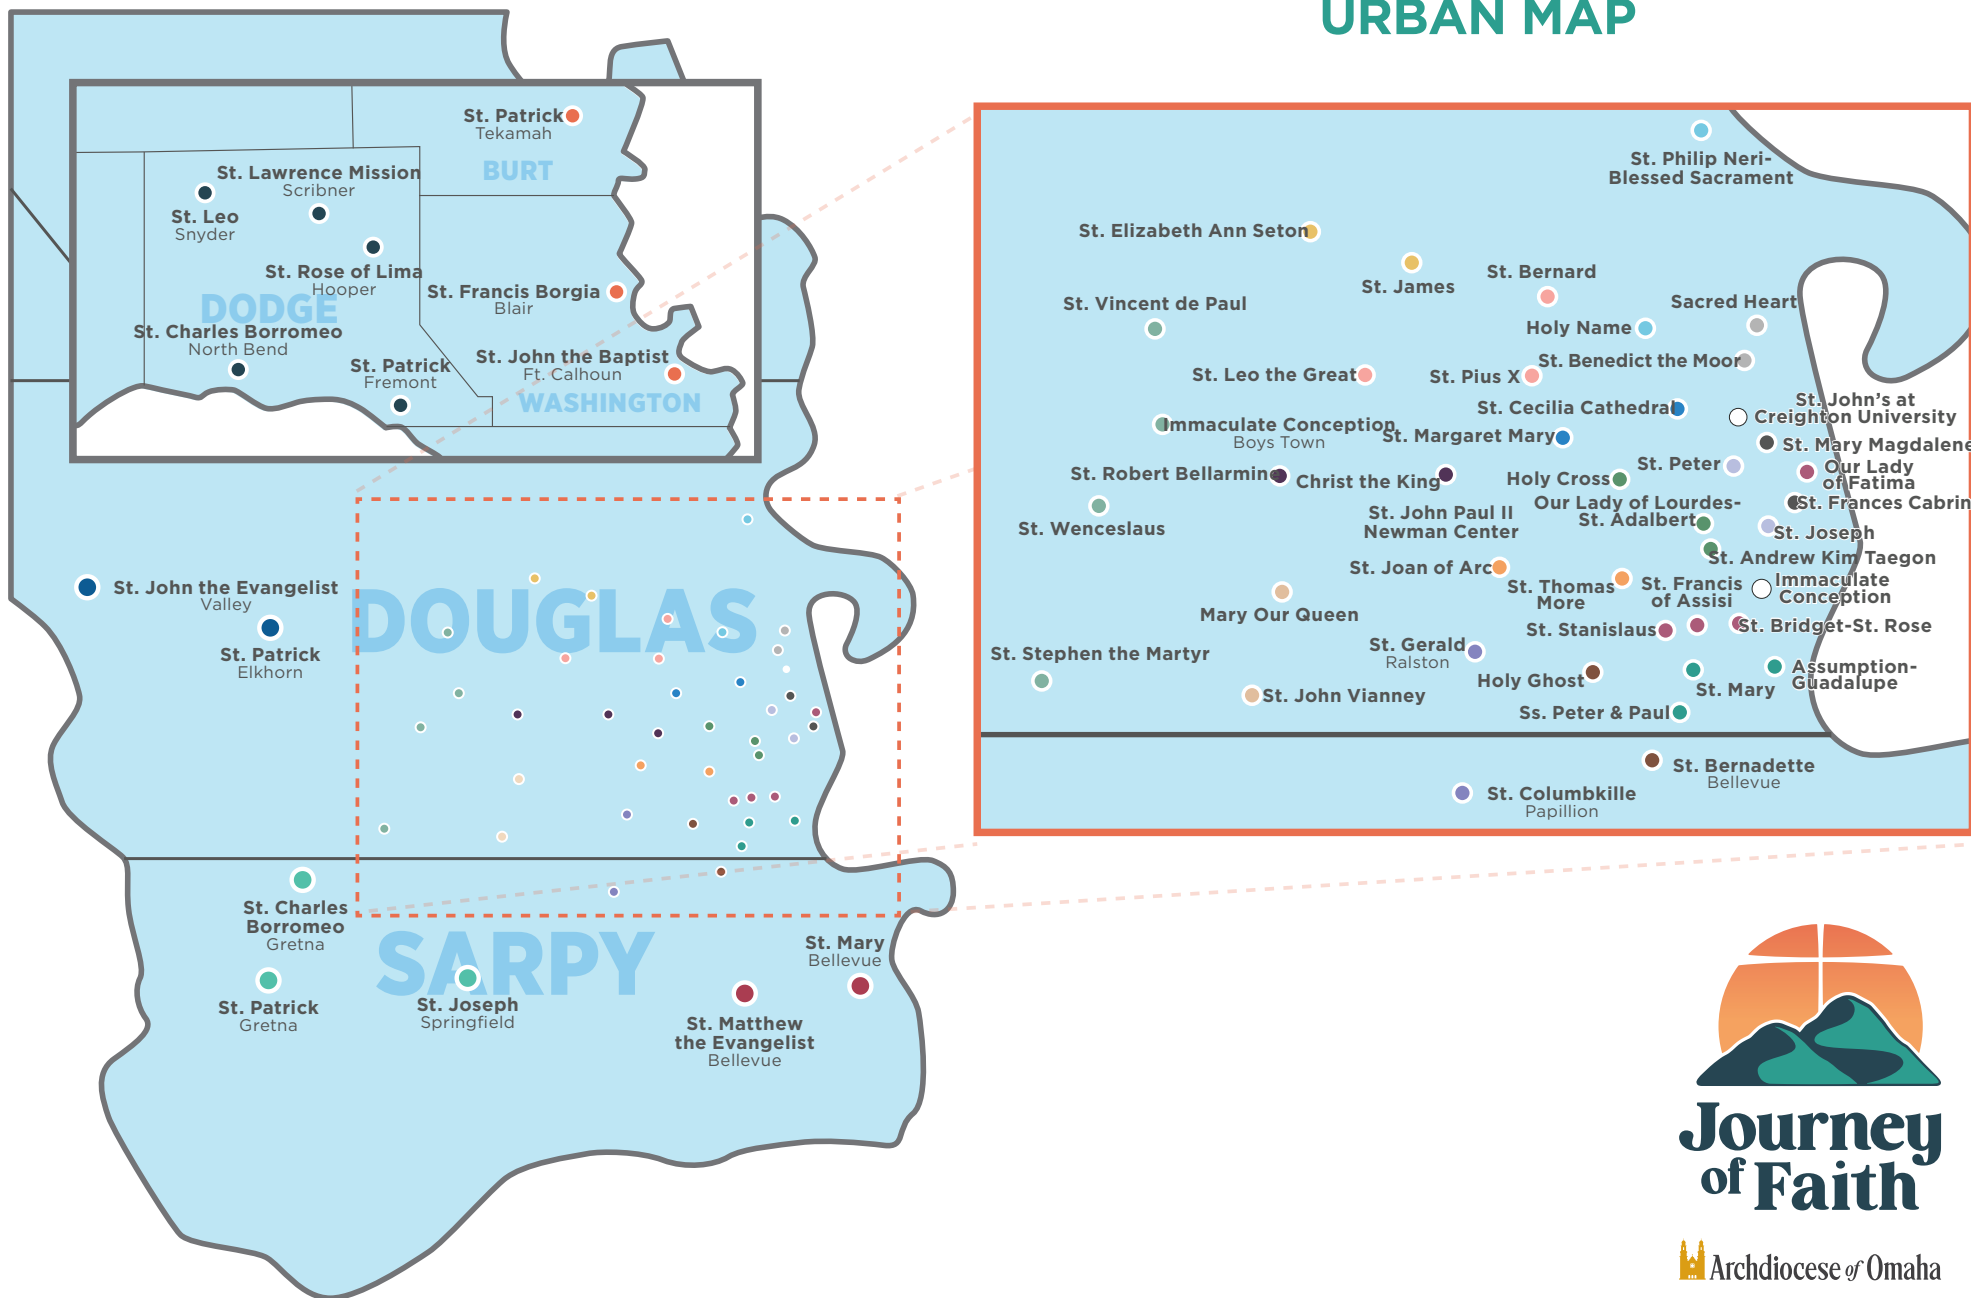 URBAN MAP
St. Patrick
Tekamah
BURT
St. Lawrence Mission
Scribner
St. Leo
Snyder
St. Rose of Lima
Hooper
DODGE
St. Francis Borgia
Blair
St. Charles Borromeo
North Bend
St. Patrick
Fremont
St. John the Baptist
Ft. Calhoun
WASHINGTON
St. John the Evangelist
Valley
DOUGLAS
St. Patrick
Elkhorn
St. Charles
Borromeo
Gretna
SARPY
St. Patrick
Gretna
St. Joseph
Springfield
St. Mary
Bellevue
St. Matthew
the Evangelist
Bellevue
St. Philip Neri-
Blessed Sacrament
St. Elizabeth Ann Seton
St. James
St. Bernard
St. Vincent de Paul
Sacred Heart
Holy Name
St. Benedict the Moor
St. Leo the Great
St. Pius X
St. Cecilia Cathedral
St. John's at
Creighton University
Immaculate Conception
Boys Town
St. Margaret Mary
St. Mary Magdalene
St. Peter
Our Lady
of Fatima
St. Robert Bellarmine
Christ the King
Holy Cross
St. Frances Cabrin
Our Lady of Lourdes-
St. Adalbert
St. John Paul II
Newman Center
St. Wenceslaus
St. Joseph
St. Andrew Kim Taegon
St. Joan of Arc
St. Thomas
More
St. Francis
of Assisi
Immaculate
Conception
Mary Our Queen
St. Stanislaus
St. Bridget-St. Rose
St. Gerald
Ralston
St. Stephen the Martyr
Holy Ghost
St. Mary
Assumption-
Guadalupe
St. John Vianney
Ss. Peter & Paul
St. Bernadette
Bellevue
St. Columbkille
Papillion
Journey
of Faith
Archdiocese of Omaha